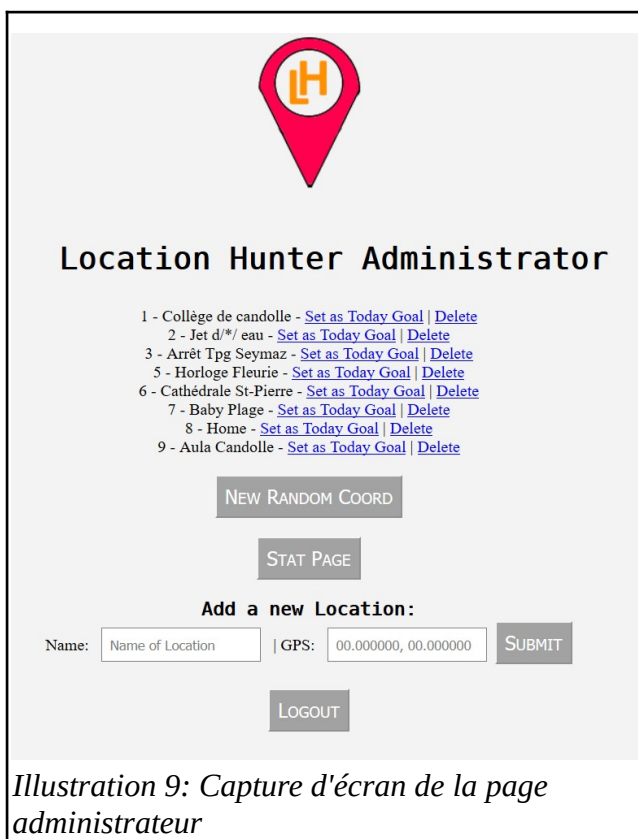 LH
Location Hunter Administrator
1 - Collège de candolle - Set as Today Goal | Delete
2 - Jet d/*/ eau - Set as Today Goal | Delete
3 - Arrêt Tpg Seymaz - Set as Today Goal | Delete
5 - Horloge Fleurie - Set as Today Goal | Delete
6 - Cathédrale St-Pierre - Set as Today Goal | Delete
7 - Baby Plage - Set as Today Goal | Delete
8 - Home - Set as Today Goal | Delete
9 - Aula Candolle - Set as Today Goal | Delete
New Random Coord
Stat Page
Add a new Location:
Name: Name of Location | GPS: 00.000000, 00.000000 Submit
Logout
Illustration 9: Capture d'écran de la page
administrateur